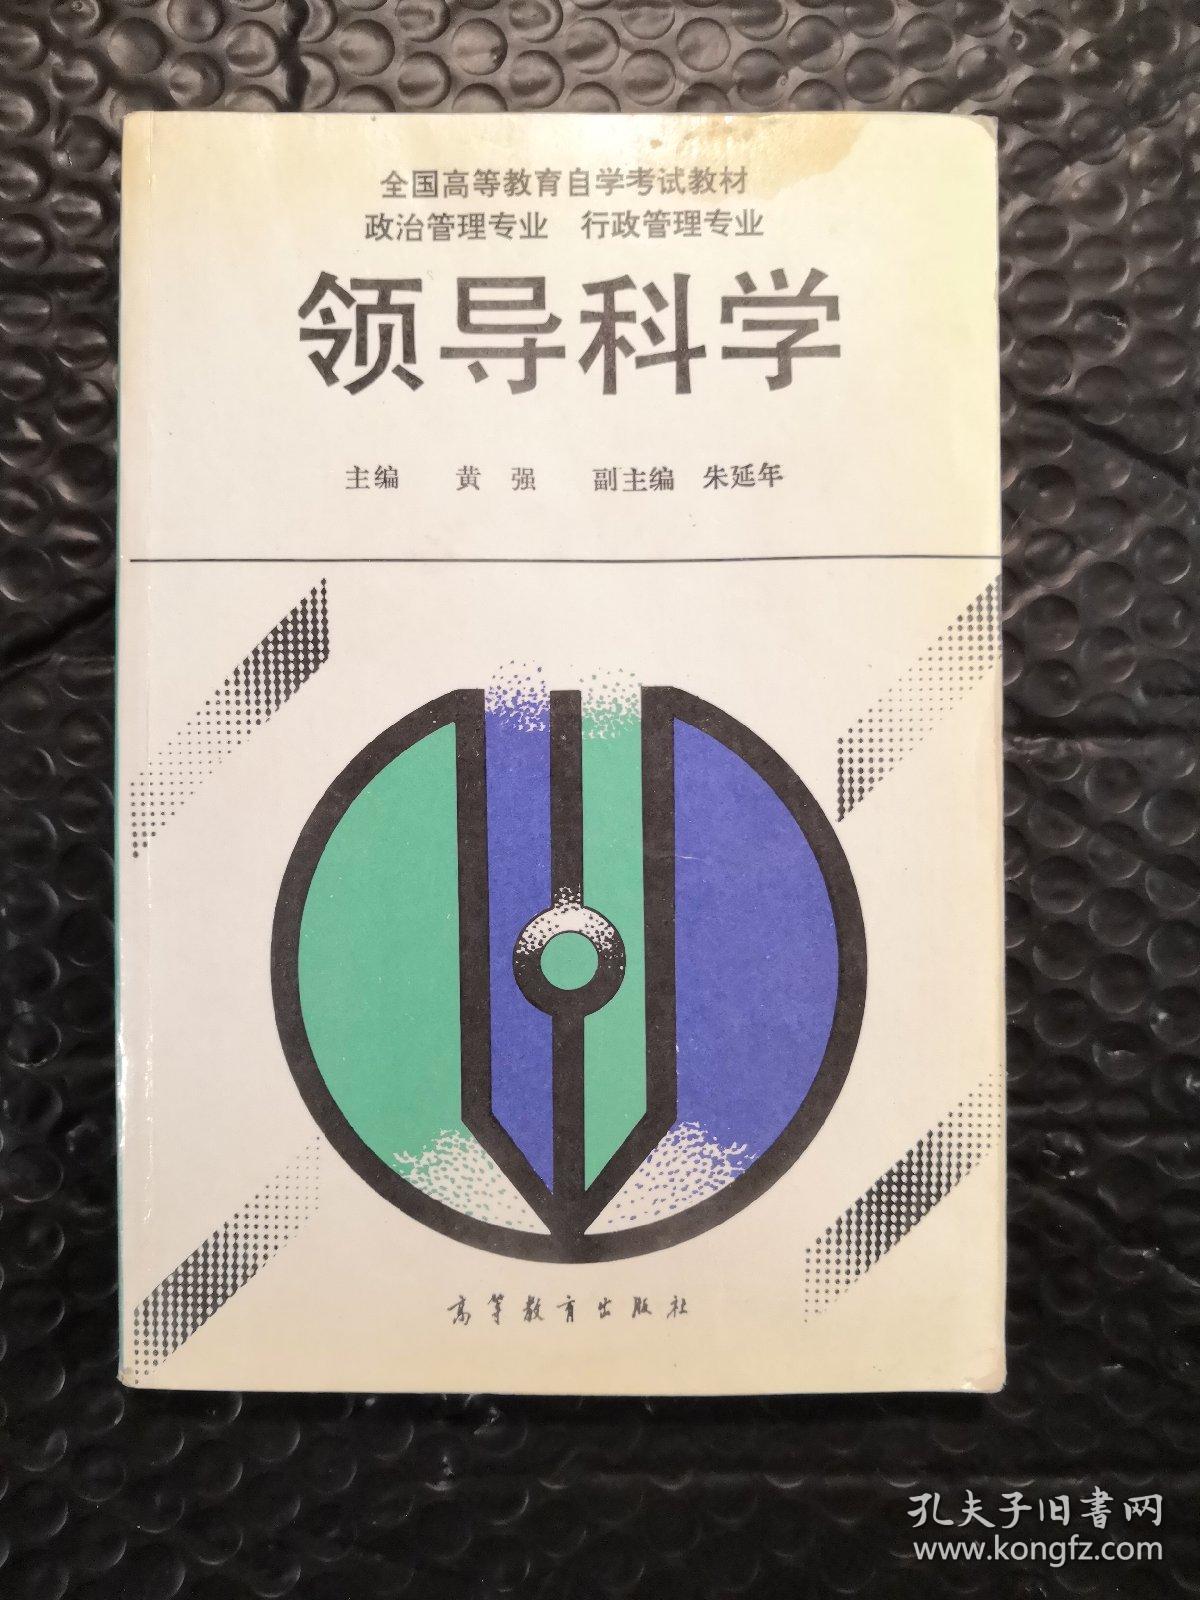 全国高等教育自学考试教材
政治管理专业 行政管理专业
领导科学
主编 黄 强 副主编 朱延年
高等教育出版社
孔夫子旧书网
www.kongfz.com